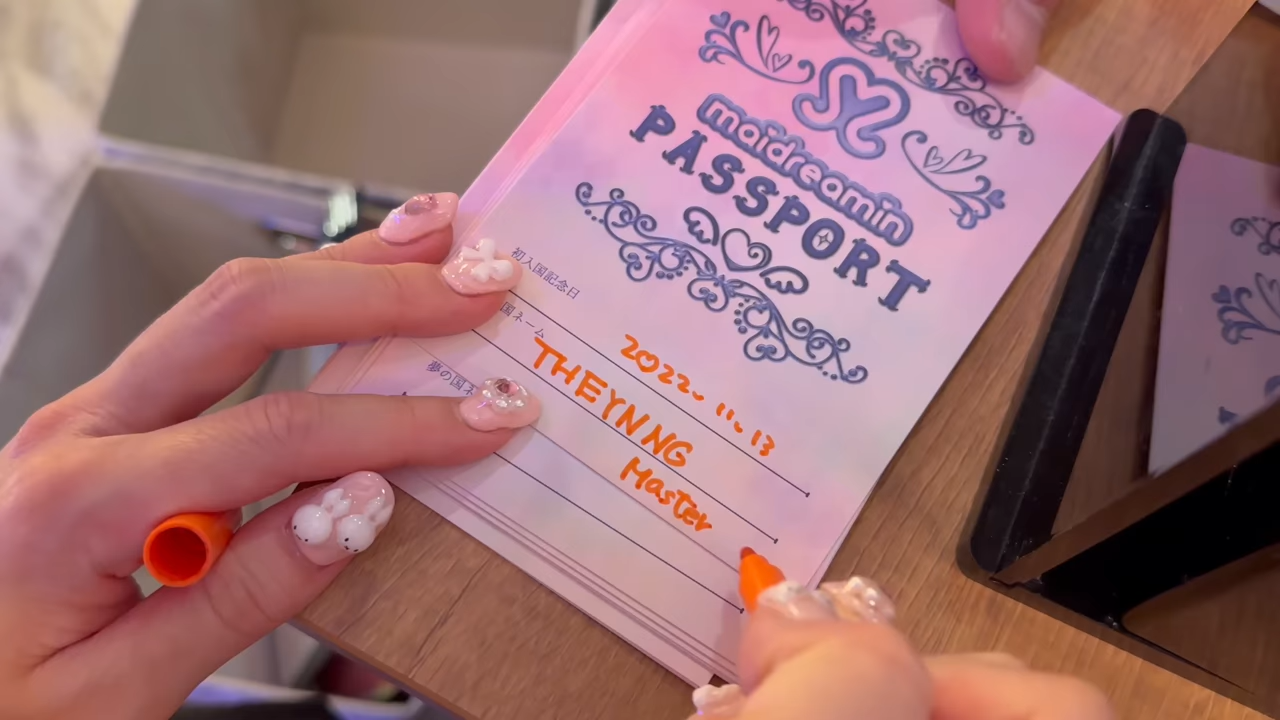 maidreamin
PASSPORT
初入国記念日
2022. 11. 13
国ネーム
THEYNNG
Master
夢の国ネ